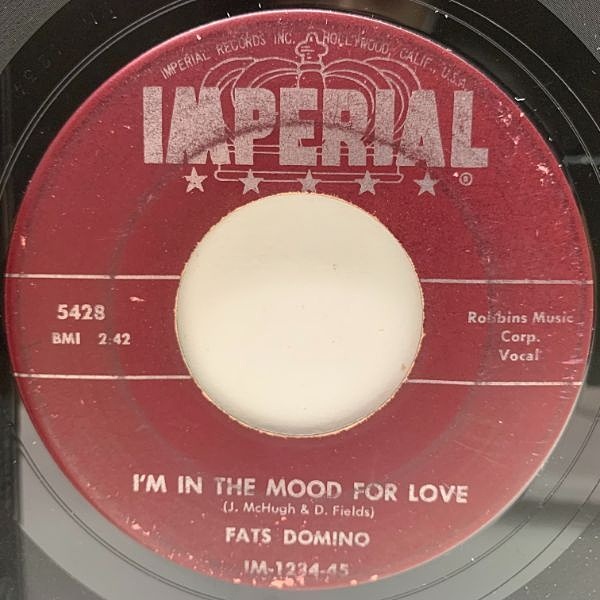 IMPERIAL RECORDS INC. HOLLYWOOD, CALIF., U.S.A.
IMPERIAL
®
5428
BMI 2:42
Robbins Music
Corp.
Vocal
I'M IN THE MOOD FOR LOVE
(J. McHugh & D. Fields)
FATS DOMINO
IM-1234-45